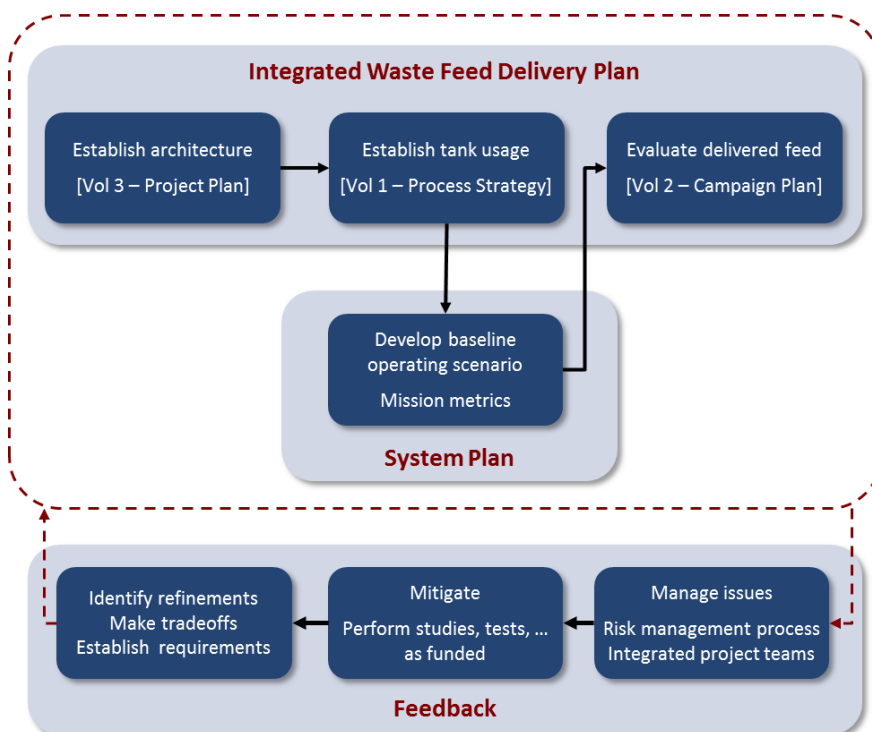 Integrated Waste Feed Delivery Plan
Establish architecture
[Vol 3 – Project Plan]
Establish tank usage
[Vol 1 – Process Strategy]
Evaluate delivered feed
[Vol 2 – Campaign Plan]
Develop baseline
operating scenario
Mission metrics
System Plan
Identify refinements
Make tradeoffs
Establish requirements
Mitigate
Perform studies, tests, ...
as funded
Manage issues
Risk management process
Integrated project teams
Feedback